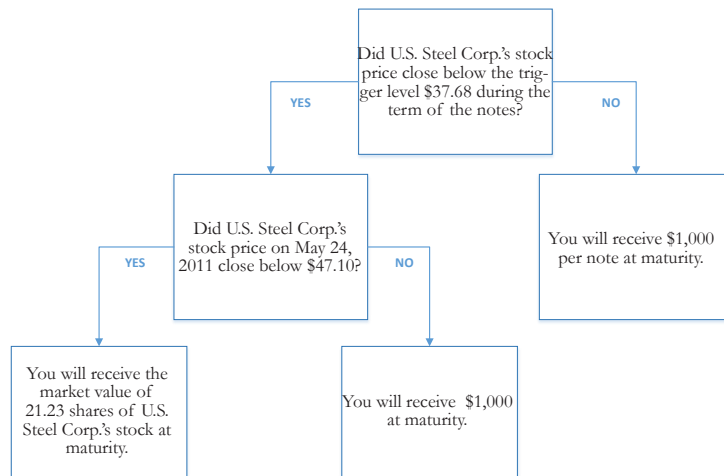 Did U.S. Steel Corp.'s stock
price close below the trig-
ger level $37.68 during the
term of the notes?
YES
NO
Did U.S. Steel Corp.'s
stock price on May 24,
2011 close below $47.10?
You will receive $1,000
per note at maturity.
YES
NO
You will receive the
market value of
21.23 shares of U.S.
Steel Corp.'s stock at
maturity.
You will receive  $1,000
at maturity.